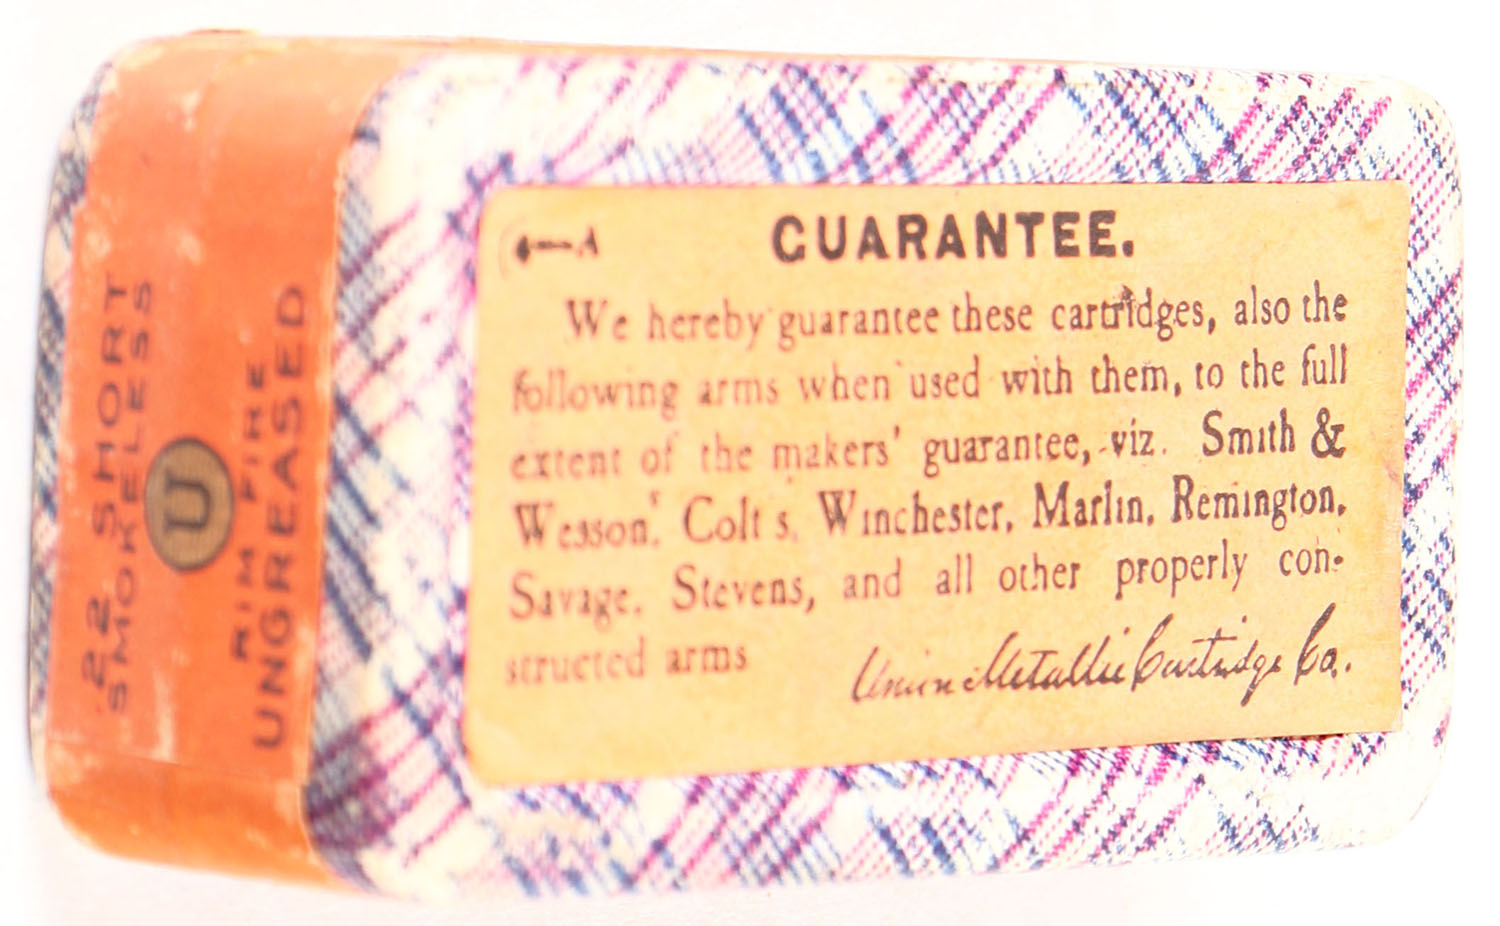 .22 SHORT
SMOKELESS
U
RIM FIRE
UNGREASED
A
GUARANTEE.
We hereby guarantee these cartridges, also the
following arms when used with them, to the full
extent of the makers' guarantee, viz. Smith &
Wesson, Colt's, Winchester, Marlin, Remington,
Savage, Stevens, and all other properly con-
structed arms
Union Metallic Cartridge Co.